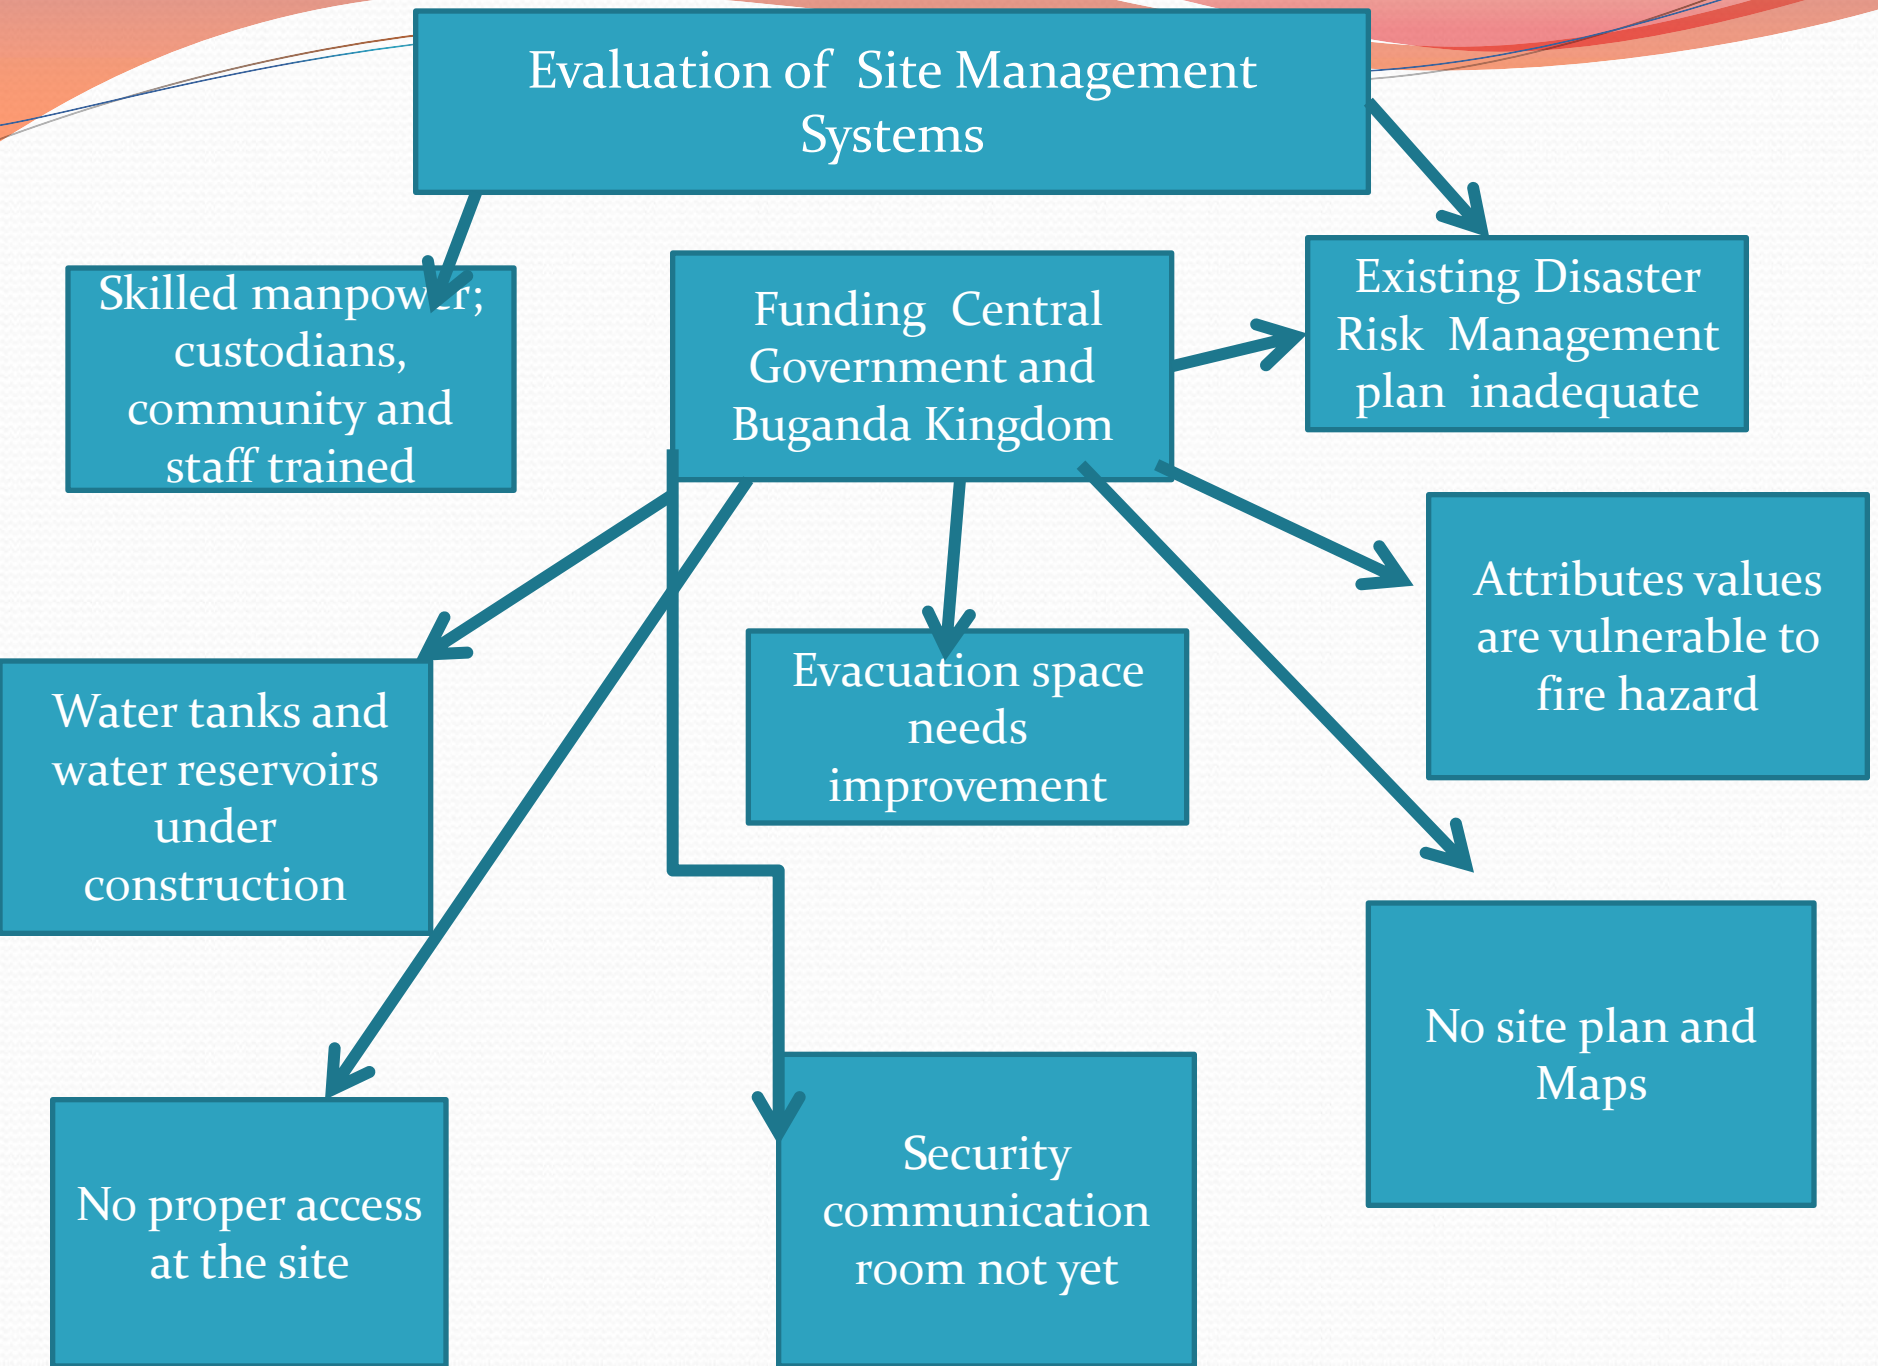 Evaluation of Site Management
Systems
Skilled manpower;
custodians,
community and
staff trained
Funding Central
Government and
Buganda Kingdom
Existing Disaster
Risk Management
plan inadequate
Attributes values
are vulnerable to
fire hazard
Water tanks and
water reservoirs
under
construction
Evacuation space
needs
improvement
No site plan and
Maps
No proper access
at the site
Security
communication
room not yet